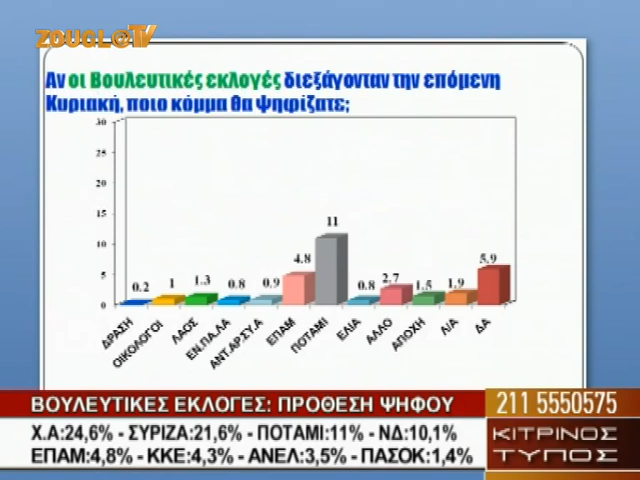 ZOUGL@TV
Αν οι Βουλευτικές εκλογές διεξάγονταν την επόμενη
Κυριακή, ποιο κόμμα θα ψηφίζατε;
30
25
20
15
10
5
0
0.2
1
1.3
0.8
0.9
4.8
11
0.8
2.7
1.5
1.9
5.9
ΔΡΑΣΗ
ΟΙΚΟΛΟΓΟΙ
ΛΑΟΣ
ΕΝ.ΠΑ.ΛΑ
ΑΝΤ.ΑΡ.ΣΥ.Α
ΕΠΑΜ
ΠΟΤΑΜΙ
ΕΛΙΑ
ΑΛΛΟ
ΑΠΟΧΗ
Λ/Α
ΔΑ
ΒΟΥΛΕΥΤΙΚΕΣ ΕΚΛΟΓΕΣ: ΠΡΟΘΕΣΗ ΨΗΦΟΥ
211 5550575
Χ.Α:24,6% - ΣΥΡΙΖΑ:21,6% - ΠΟΤΑΜΙ:11% - ΝΔ:10,1%
ΕΠΑΜ:4,8% - ΚΚΕ:4,3% - ΑΝΕΛ:3,5% - ΠΑΣΟΚ:1,4%
ΚΙΤΡΙΝΟΣ
ΤΥΠΟΣ